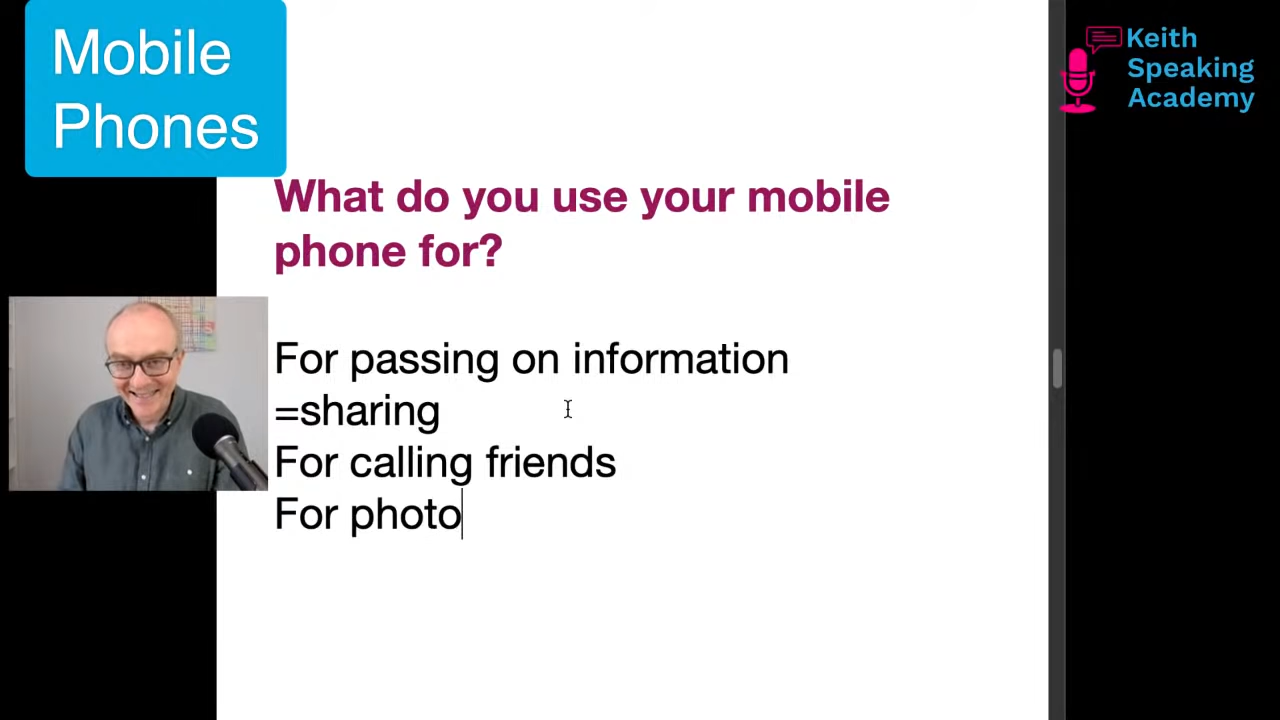 Mobile
Phones
Keith
Speaking
Academy
What do you use your mobile
phone for?
For passing on information
=sharing
For calling friends
For photo